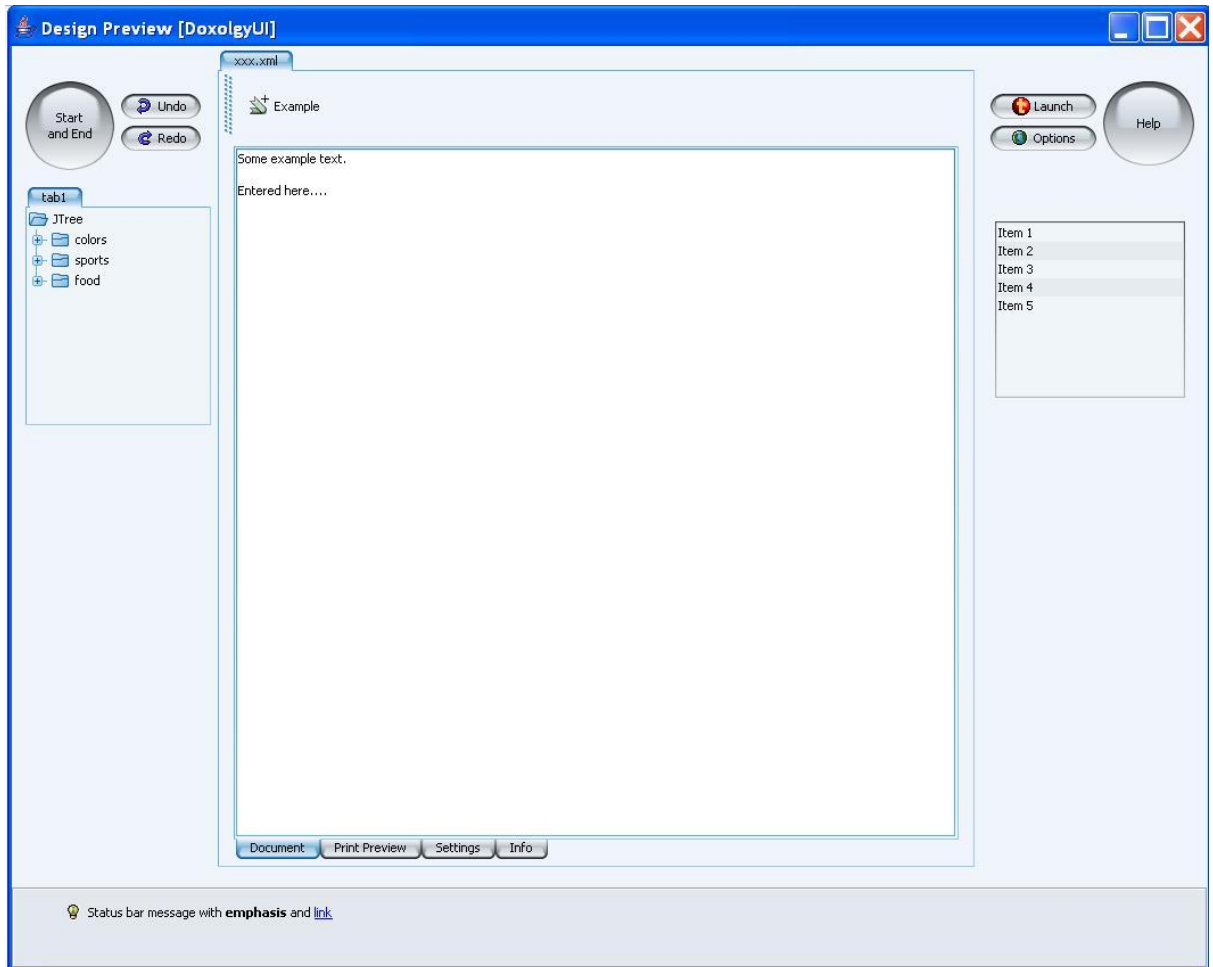 Design Preview [DoxolgyUI]
xxx.xml
Start
and End
Undo
Redo
Example
Launch
Options
Help
Some example text.
Entered here....
tab1
JTree
colors
sports
food
Item 1
Item 2
Item 3
Item 4
Item 5
Document Print Preview Settings Info
Status bar message with emphasis and link